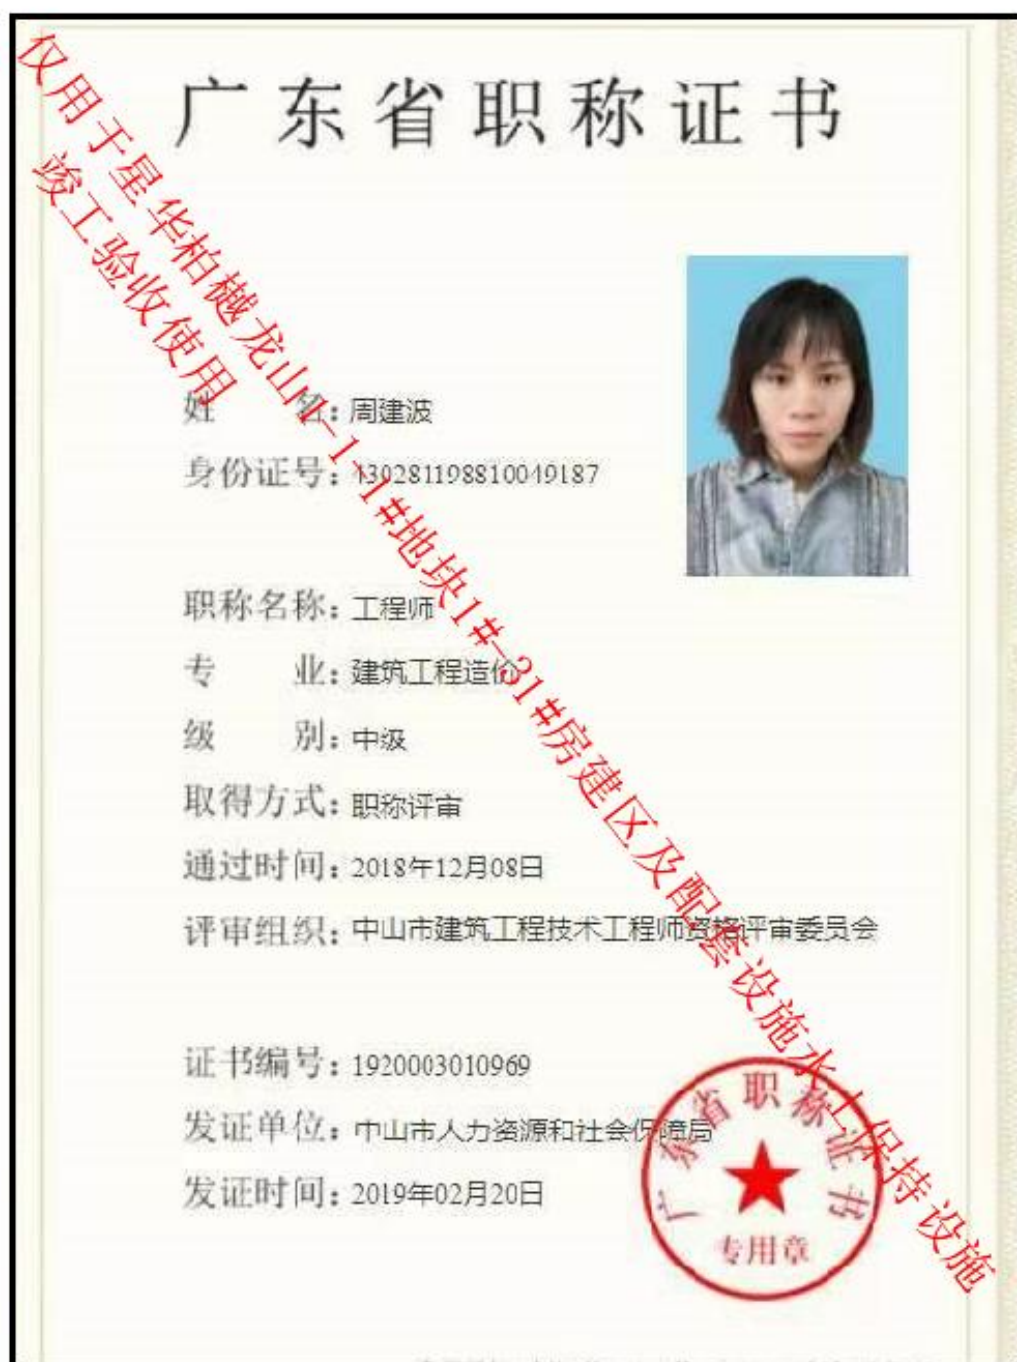 广东省职称证书
仅用于星华柏樾龙山1-1-1#地块1#-31#房建区及配套设施水土保持设施
竣工验收使用
姓名：周建波
身份证号：430281198810049187
职称名称：工程师
专业：建筑工程造价
级别：中级
取得方式：职称评审
通过时间：2018年12月08日
评审组织：中山市建筑工程技术工程师资格评审委员会
证书编号：1920003010969
发证单位：中山市人力资源和社会保障局
发证时间：2019年02月20日
广东省职称证书
专用章